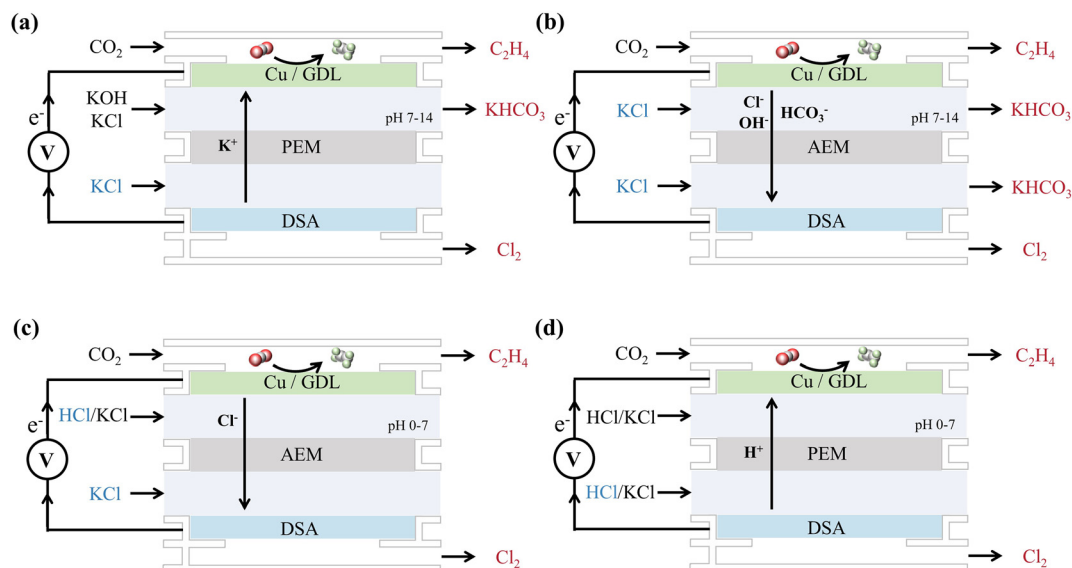 (a)
CO₂
C₂H₄
Cu / GDL
KOH
KCl
KHCO₃
pH 7-14
e⁻
V
K⁺
PEM
KCl
DSA
Cl₂
(b)
CO₂
C₂H₄
Cu / GDL
KCl
Cl⁻
OH⁻
HCO₃⁻
KHCO₃
pH 7-14
e⁻
V
AEM
KCl
KHCO₃
DSA
Cl₂
(c)
CO₂
C₂H₄
Cu / GDL
HCl/KCl
Cl⁻
pH 0-7
e⁻
V
AEM
KCl
DSA
Cl₂
(d)
CO₂
C₂H₄
Cu / GDL
HCl/KCl
pH 0-7
e⁻
V
H⁺
PEM
HCl/KCl
DSA
Cl₂